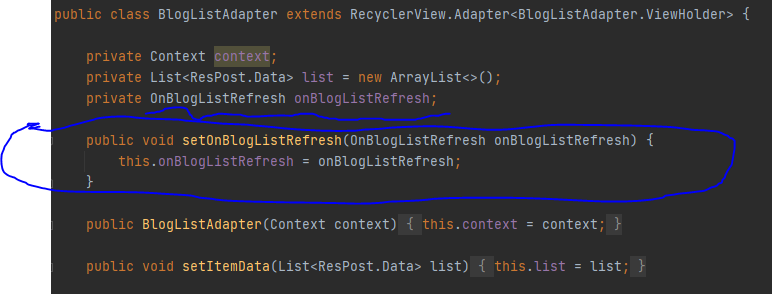 public class BlogListAdapter extends RecyclerView.Adapter<BlogListAdapter.ViewHolder> {
private Context context;
private List<ResPost.Data> list = new ArrayList<>();
private OnBlogListRefresh onBlogListRefresh;
public void setOnBlogListRefresh(OnBlogListRefresh onBlogListRefresh) {
this.onBlogListRefresh = onBlogListRefresh;
}
public BlogListAdapter(Context context) { this.context = context; }
public void setItemData(List<ResPost.Data> list) { this.list = list; }